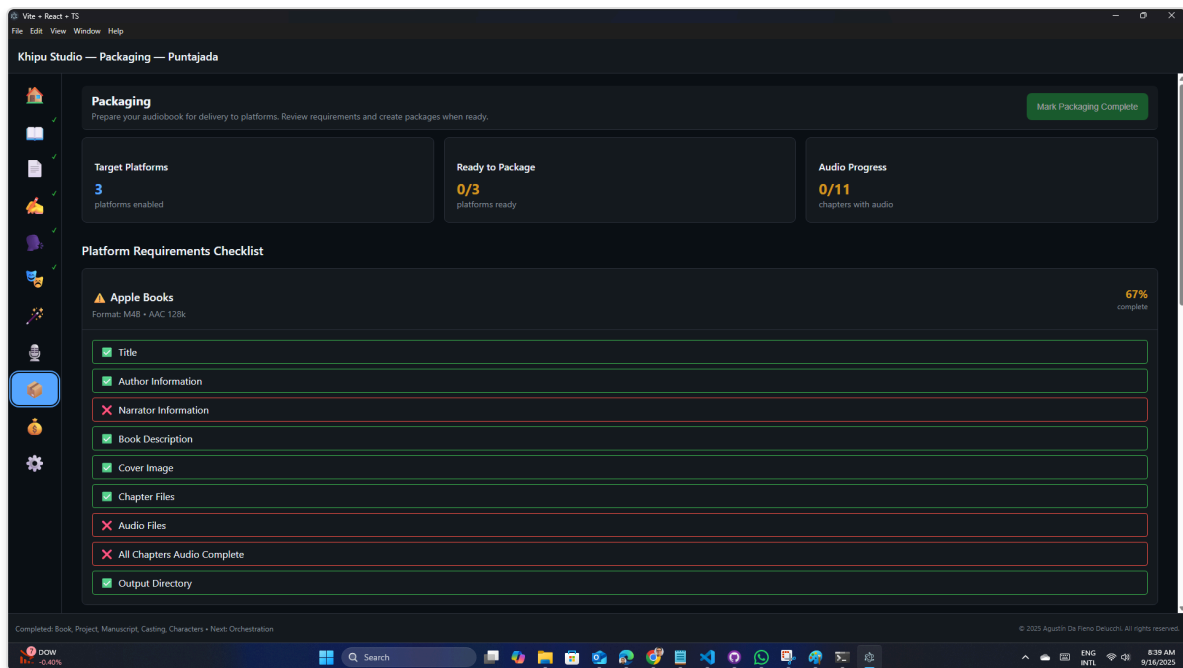 Vite + React + TS
File Edit View Window Help
Khipu Studio — Packaging — Puntajada
Packaging
Prepare your audiobook for delivery to platforms. Review requirements and create packages when ready.
Mark Packaging Complete
Target Platforms
3
platforms enabled
Ready to Package
0/3
platforms ready
Audio Progress
0/11
chapters with audio
Platform Requirements Checklist
Apple Books
Format: M4B • AAC 128k
67%
complete
Title
Author Information
Narrator Information
Book Description
Cover Image
Chapter Files
Audio Files
All Chapters Audio Complete
Output Directory
Completed: Book, Project, Manuscript, Casting, Characters • Next: Orchestration
© 2025 Agustín Da Fieno Delucchi. All rights reserved.
7
DOW
-0.40%
Search
ENG
INTL
8:39 AM
9/16/2025